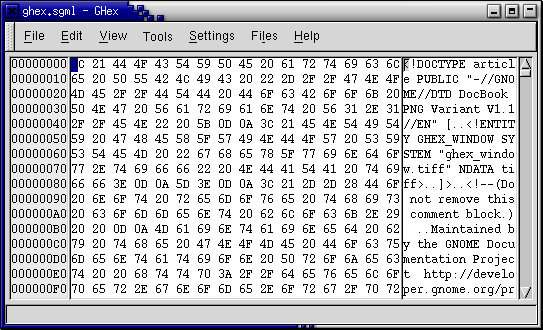 ghex.sgml - GHex
File Edit View Tools Settings Files Help
00000000 3C 21 44 4F 43 54 59 50 45 20 61 72 74 69 63 6C <!DOCTYPE articl
00000010 65 20 50 55 42 4C 49 43 20 22 2D 2F 2F 47 4E 4F e PUBLIC "-//GNO
00000020 4D 45 2F 2F 44 54 44 20 44 6F 63 42 6F 6F 6B 20 ME//DTD DocBook
00000030 50 4E 47 20 56 61 72 69 61 6E 74 20 56 31 2E 31 PNG Variant V1.1
00000040 2F 2F 45 4E 22 20 5B 0D 0A 3C 21 45 4E 54 49 54 //EN" [..<!ENTIT
00000050 59 20 47 48 45 58 5F 57 49 4E 44 4F 57 20 53 59 Y GHEX_WINDOW SY
00000060 53 54 45 4D 20 22 67 68 65 78 5F 77 69 6E 64 6F STEM "ghex_windo
00000070 77 2E 74 69 66 66 22 20 4E 44 41 54 41 20 74 69 w.tiff" NDATA ti
00000080 66 66 3E 0D 0A 5D 3E 0D 0A 3C 21 2D 2D 28 44 6F ff>..]>..<!--(Do
00000090 20 6E 6F 74 20 72 65 6D 6F 76 65 20 74 68 69 73 not remove this
000000A0 20 63 6F 6D 6D 65 6E 74 20 62 6C 6F 63 6B 2E 29 comment block.)
000000B0 20 20 0D 0A 4D 61 69 6E 74 61 69 6E 65 64 20 62 ..Maintained b
000000C0 79 20 74 68 65 20 47 4E 4F 4D 45 20 44 6F 63 75 y the GNOME Docu
000000D0 6D 65 6E 74 61 74 69 6F 6E 20 50 72 6F 6A 65 63 mentation Projec
000000E0 74 20 20 68 74 74 70 3A 2F 2F 64 65 76 65 6C 6F t  http://develo
000000F0 70 65 72 2E 67 6E 6F 6D 65 2E 6F 72 67 2F 70 72 per.gnome.org/pr